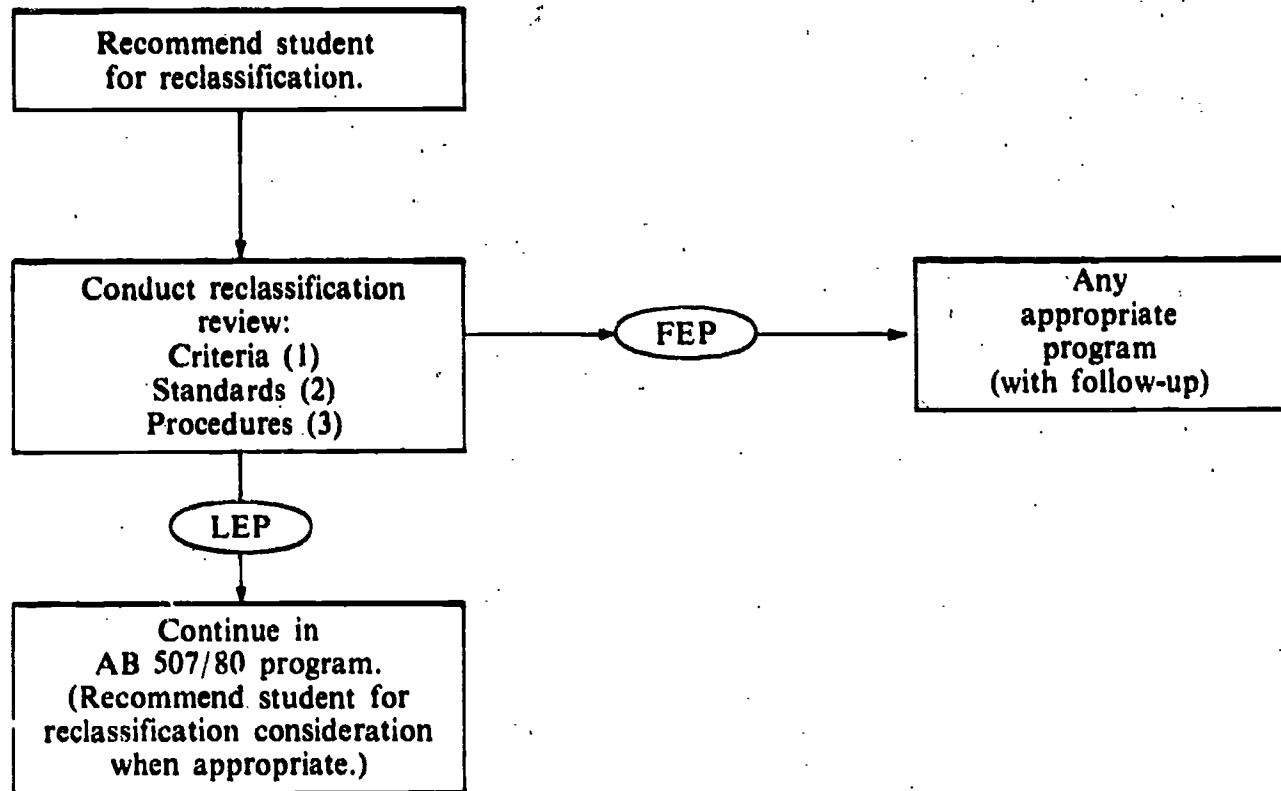 Recommend student
for reclassification.
Conduct reclassification
review:
Criteria (1)
Standards (2)
Procedures (3)
FEP
Any
appropriate
program
(with follow-up)
LEP
Continue in
AB 507/80 program.
(Recommend student for
reclassification consideration
when appropriate.)